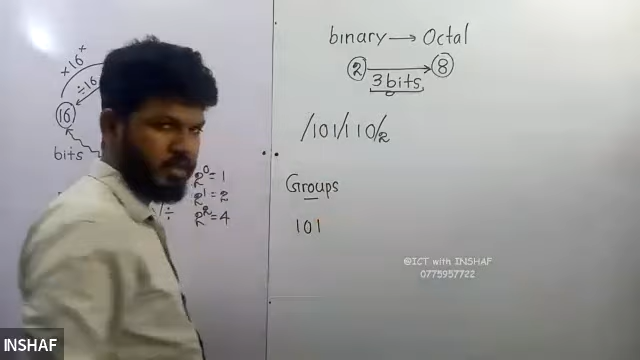 binary → Octal
2 → 8
3 bits
/101/110/2
Groups
101
×16ˣ
÷16
16
bits
2⁰=1
2¹=2
2²=4
/÷
@ICT with INSHAF
0775957722
INSHAF